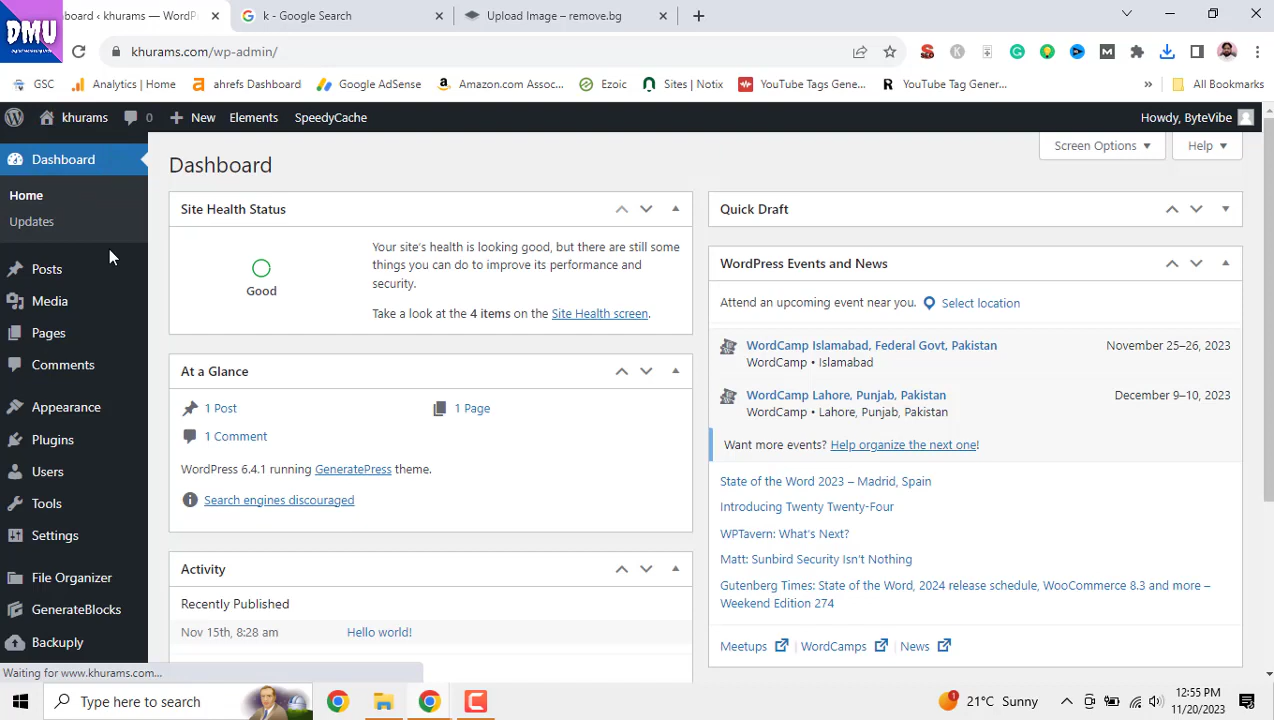 board ‹ khurams — WordP
k - Google Search
Upload Image – remove.bg
DMU
khurams.com/wp-admin/
GSC
Analytics | Home
ahrefs Dashboard
Google AdSense
Amazon.com Assoc...
Ezoic
Sites | Notix
YouTube Tags Gene...
YouTube Tag Gener...
»
All Bookmarks
khurams
0
New
Elements
SpeedyCache
Howdy, ByteVibe
Dashboard
Home
Updates
Posts
Media
Pages
Comments
Appearance
Plugins
Users
Tools
Settings
File Organizer
GenerateBlocks
Backuply
Screen Options
Help
Dashboard
Site Health Status
Good
Your site's health is looking good, but there are still some
things you can do to improve its performance and
security.
Take a look at the 4 items on the Site Health screen.
At a Glance
1 Post
1 Page
1 Comment
WordPress 6.4.1 running GeneratePress theme.
Search engines discouraged
Activity
Recently Published
Nov 15th, 8:28 am
Hello world!
Quick Draft
WordPress Events and News
Attend an upcoming event near you. Select location
WordCamp Islamabad, Federal Govt, Pakistan
November 25–26, 2023
WordCamp • Islamabad
WordCamp Lahore, Punjab, Pakistan
December 9–10, 2023
WordCamp • Lahore, Punjab, Pakistan
Want more events? Help organize the next one!
State of the Word 2023 – Madrid, Spain
Introducing Twenty Twenty-Four
WPTavern: What's Next?
Matt: Sunbird Security Isn't Nothing
Gutenberg Times: State of the Word, 2024 release schedule, WooCommerce 8.3 and more –
Weekend Edition 274
Meetups | WordCamps | News
Waiting for www.khurams.com...
Type here to search
1
21°C Sunny
12:55 PM
11/20/2023